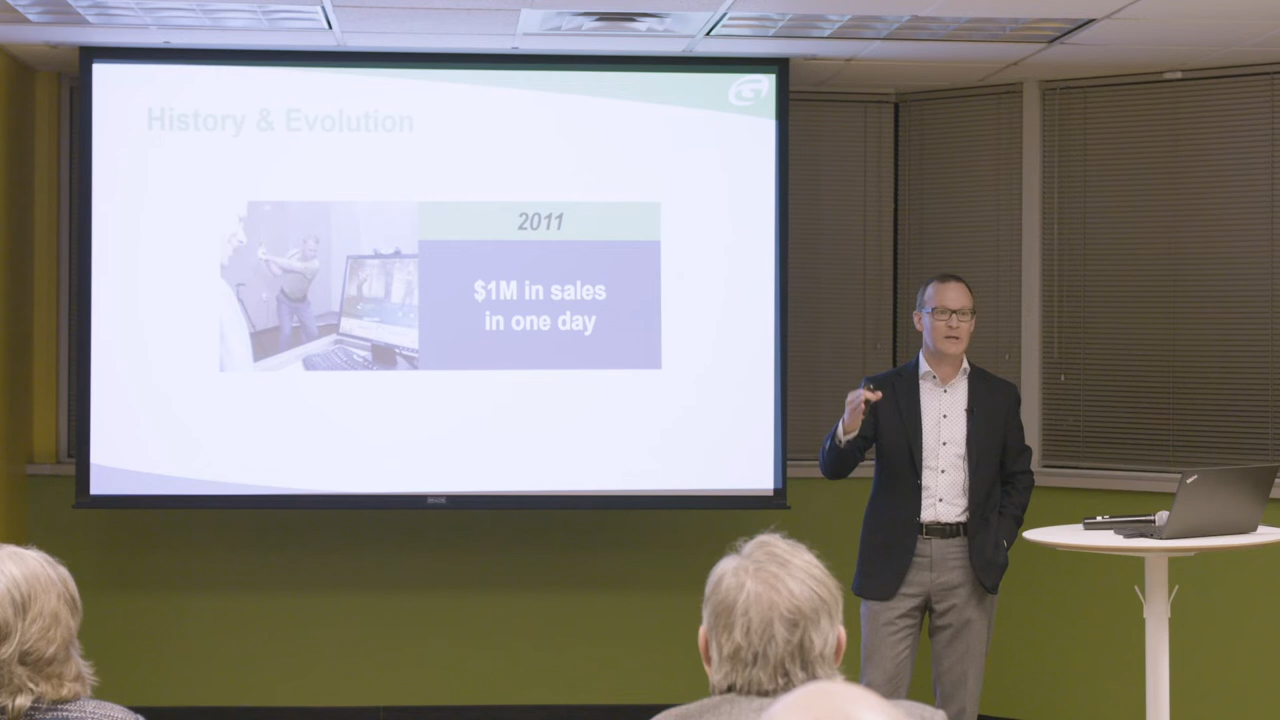 History & Evolution
2011
$1M in sales
in one day